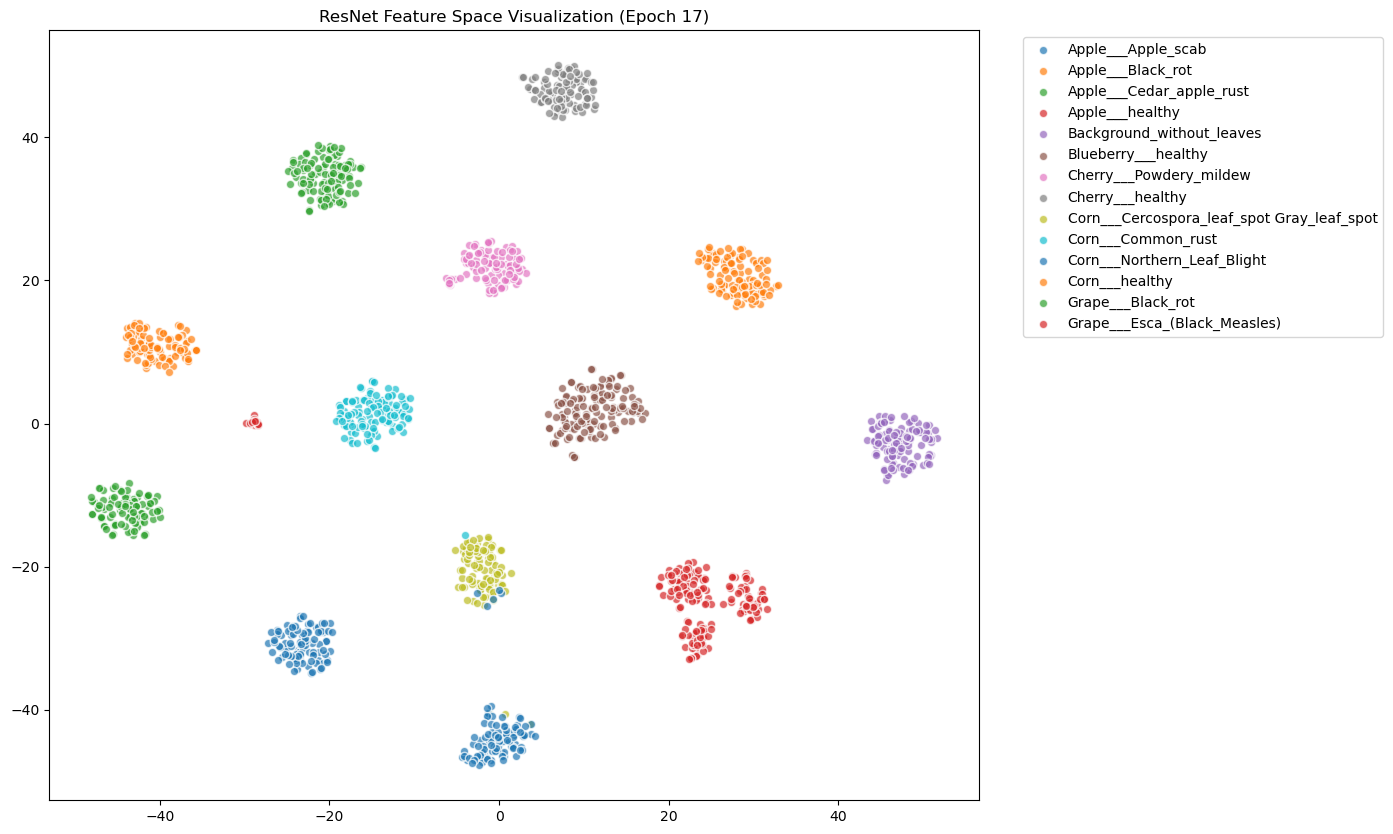 ResNet Feature Space Visualization (Epoch 17)
Apple___Apple_scab
Apple___Black_rot
Apple___Cedar_apple_rust
Apple___healthy
Background_without_leaves
Blueberry___healthy
Cherry___Powdery_mildew
Cherry___healthy
Corn___Cercospora_leaf_spot Gray_leaf_spot
Corn___Common_rust
Corn___Northern_Leaf_Blight
Corn___healthy
Grape___Black_rot
Grape___Esca_(Black_Measles)
40
20
0
−20
−40
−40 −20 0 20 40